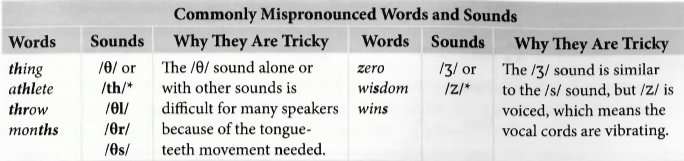 Commonly Mispronounced Words and Sounds
Words Sounds Why They Are Tricky Words Sounds Why They Are Tricky
thing /θ/ or The /θ/ sound alone or zero /ʒ/ or The /ʒ/ sound is similar
athlete /th/* with other sounds is wisdom /z/* to the /s/ sound, but /z/ is
throw /θl/ difficult for many speakers wins voiced, which means the
months /θr/ because of the tongue- vocal cords are vibrating.
/θs/ teeth movement needed.